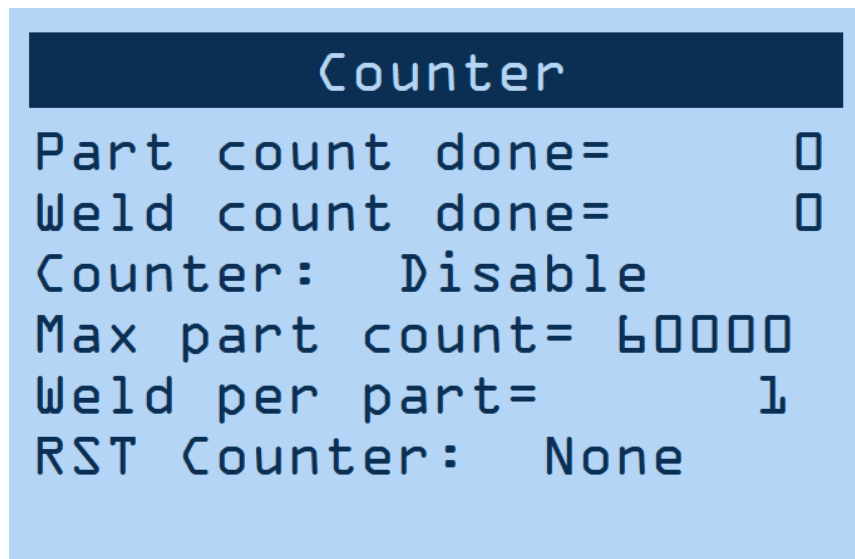 Counter
Part count done= 0
Weld count done= 0
Counter: Disable
Max part count= 60000
Weld per part= 1
RST Counter: None